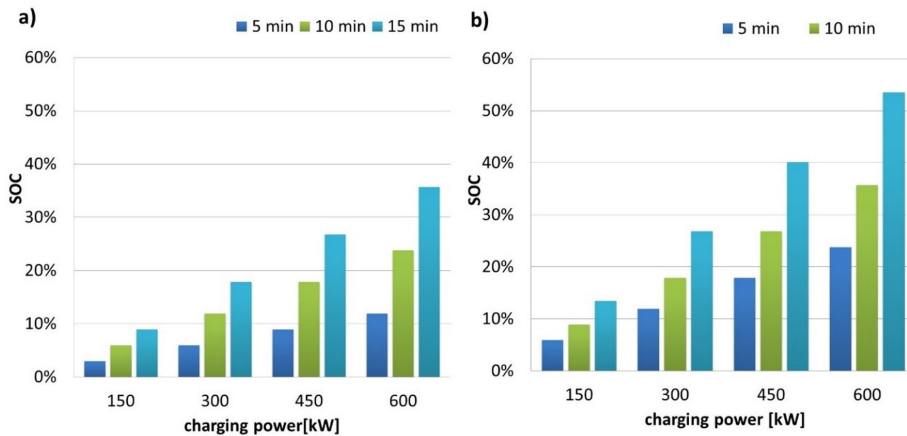 a)
5 min 10 min 15 min
60%
50%
40%
30%
20%
10%
0%
SOC
150 300 450 600
charging power[kW]
b)
5 min 10 min
60%
50%
40%
30%
20%
10%
0%
SOC
150 300 450 600
charging power [kW]